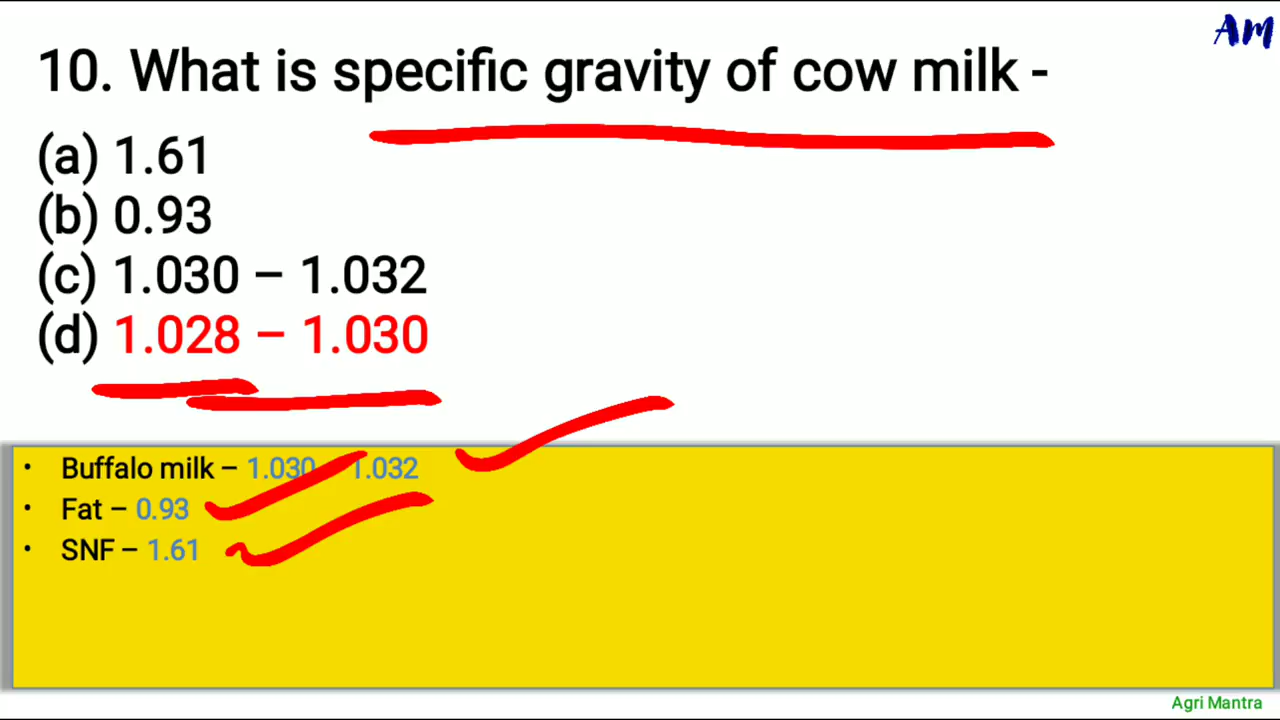 AM
10. What is specific gravity of cow milk -
(a) 1.61
(b) 0.93
(c) 1.030 – 1.032
(d) 1.028 – 1.030
• Buffalo milk – 1.030 – 1.032
• Fat – 0.93
• SNF – 1.61
Agri Mantra